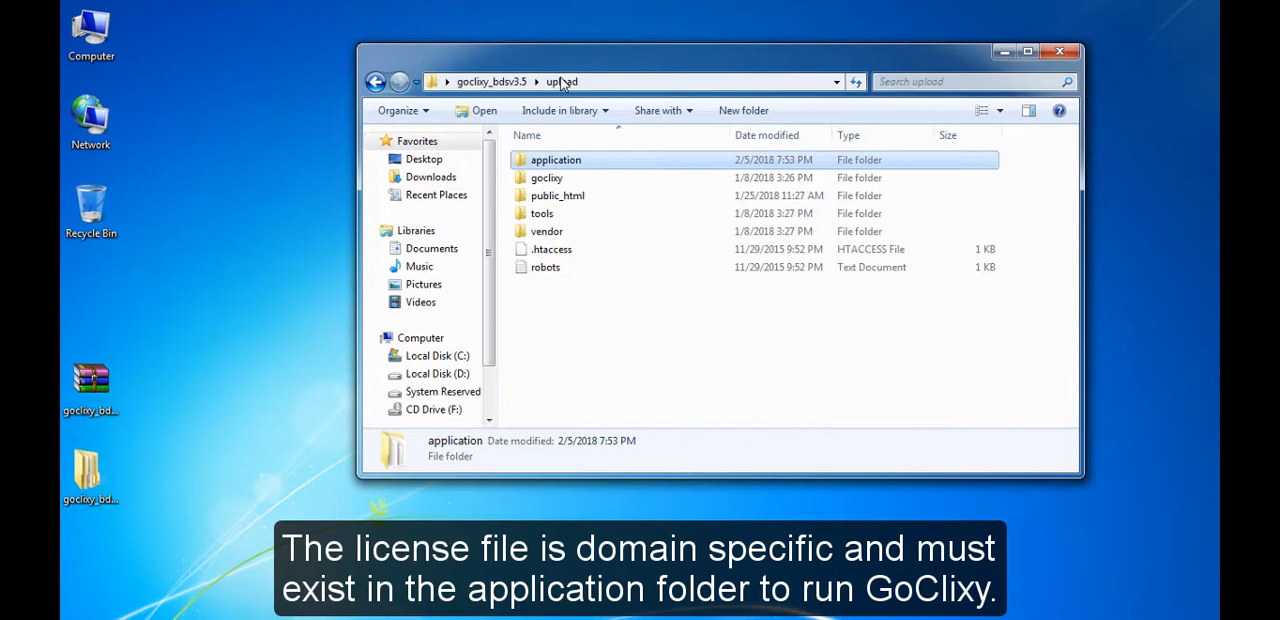 Computer
Network
Recycle Bin
goclixy_bd...
goclixy_bd...
goclixy_bdsv3.5 upload
Search upload
Organize Open Include in library Share with New folder
Favorites
Desktop
Downloads
Recent Places
Libraries
Documents
Music
Pictures
Videos
Computer
Local Disk (C:)
Local Disk (D:)
System Reserved
CD Drive (F:)
Name Date modified Type Size
application 2/5/2018 7:53 PM File folder
goclixy 1/8/2018 3:26 PM File folder
public_html 1/25/2018 11:27 AM File folder
tools 1/8/2018 3:27 PM File folder
vendor 1/8/2018 3:27 PM File folder
.htaccess 11/29/2015 9:52 PM HTACCESS File 1 KB
robots 11/29/2015 9:52 PM Text Document 1 KB
application Date modified: 2/5/2018 7:53 PM
File folder
The license file is domain specific and must
exist in the application folder to run GoClixy.